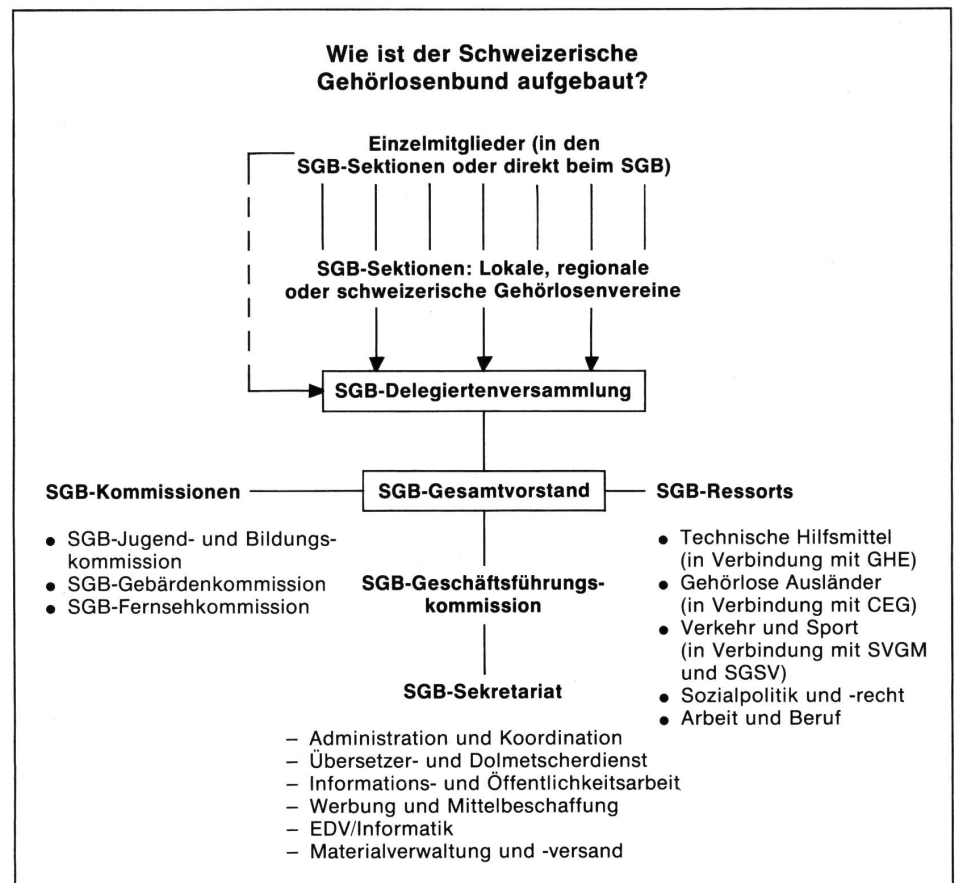 Wie ist der Schweizerische
Gehörlosenbund aufgebaut?
Einzelmitglieder (in den
SGB-Sektionen oder direkt beim SGB)
SGB-Sektionen: Lokale, regionale
oder schweizerische Gehörlosenvereine
SGB-Delegiertenversammlung
SGB-Kommissionen
SGB-Gesamtvorstand
SGB-Ressorts
● SGB-Jugend- und Bildungs-
kommission
● SGB-Gebärdenkommission
● SGB-Fernsehkommission
SGB-Geschäftsführungs-
kommission
● Technische Hilfsmittel
(in Verbindung mit GHE)
● Gehörlose Ausländer
(in Verbindung mit CEG)
● Verkehr und Sport
(in Verbindung mit SVGM
und SGSV)
● Sozialpolitik und -recht
● Arbeit und Beruf
SGB-Sekretariat
– Administration und Koordination
– Übersetzer- und Dolmetscherdienst
– Informations- und Öffentlichkeitsarbeit
– Werbung und Mittelbeschaffung
– EDV/Informatik
– Materialverwaltung und -versand